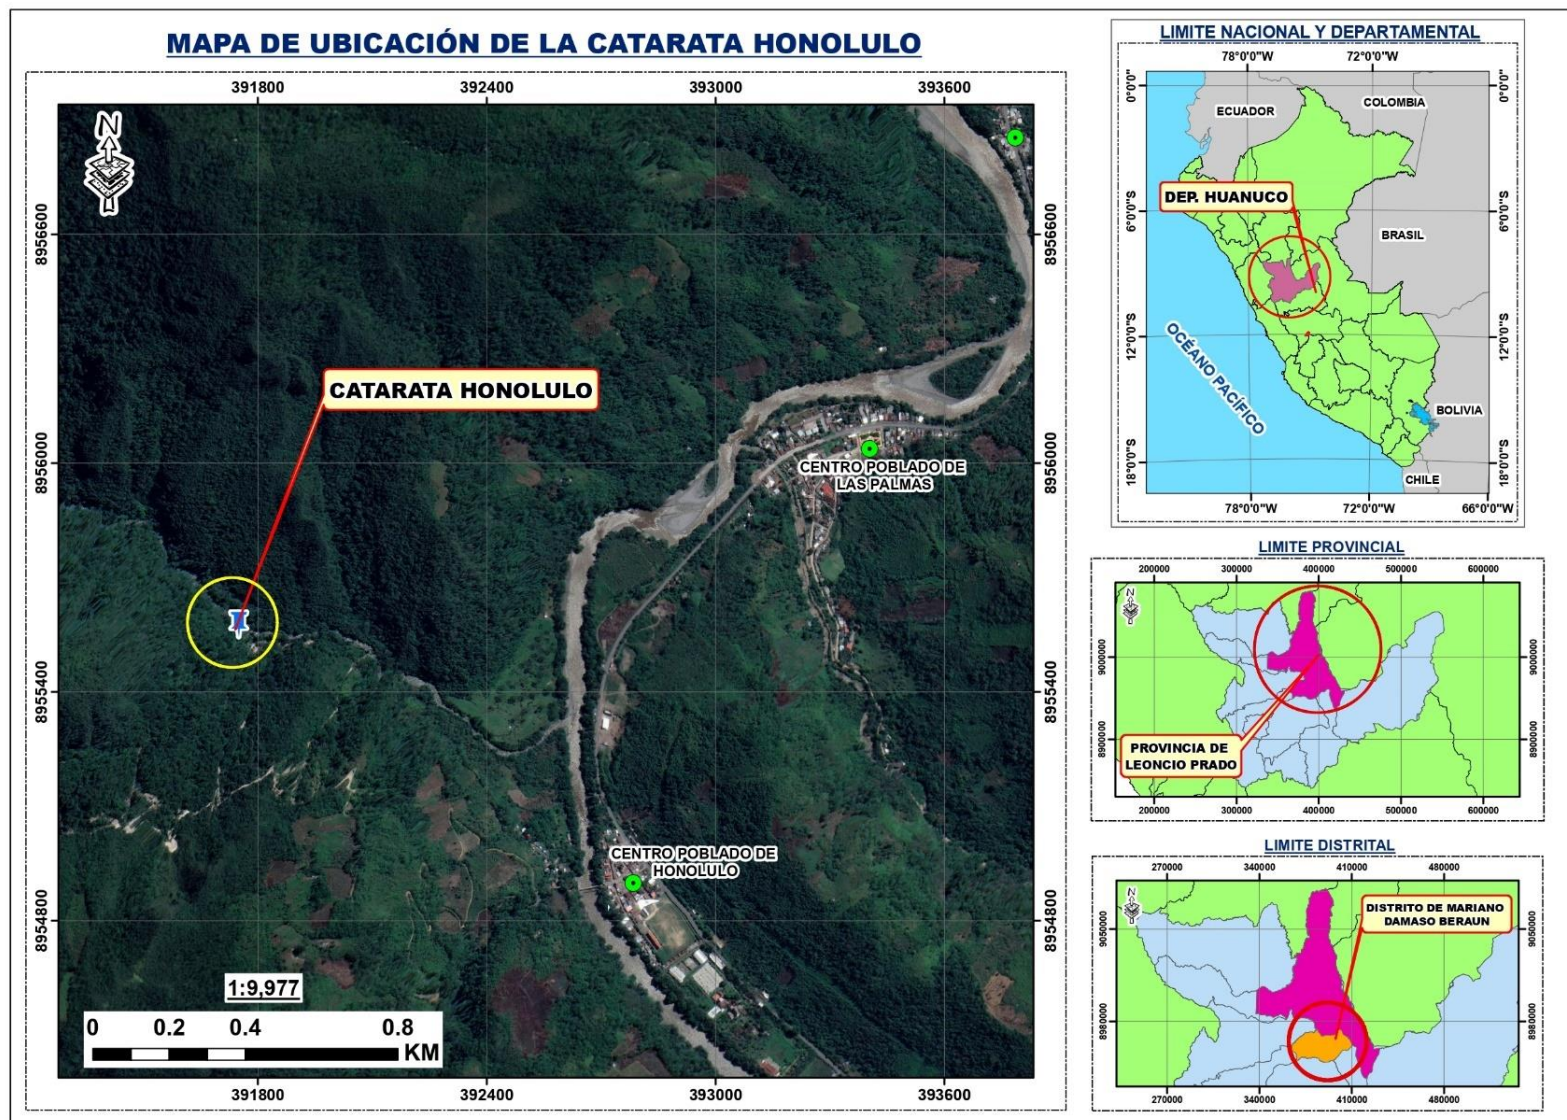 MAPA DE UBICACIÓN DE LA CATARATA HONOLULO
391800 392400 393000 393600
N
8956600
8956600
CATARATA HONOLULO
8956000
8956000
CENTRO POBLADO DE
LAS PALMAS
8955400
8955400
CENTRO POBLADO DE
HONOLULO
8954800
8954800
1:9,977
0 0.2 0.4 0.8
KM
391800 392400 393000 393600
LIMITE NACIONAL Y DEPARTAMENTAL
78°0'0"W 72°0'0"W
0°0'0"
0°0'0"
ECUADOR
COLOMBIA
DEP. HUANUCO
6°0'0"S
6°0'0"S
BRASIL
12°0'0"S
12°0'0"S
OCÉANO PACÍFICO
BOLIVIA
18°0'0"S
18°0'0"S
CHILE
78°0'0"W 72°0'0"W 66°0'0"W
LIMITE PROVINCIAL
200000 300000 400000 500000 600000
N
9000000
9000000
8900000
8900000
PROVINCIA DE
LEONCIO PRADO
200000 300000 400000 500000 600000
LIMITE DISTRITAL
270000 340000 410000 480000
N
DISTRITO DE MARIANO
DAMASO BERAUN
9050000
9050000
8980000
8980000
270000 340000 410000 480000